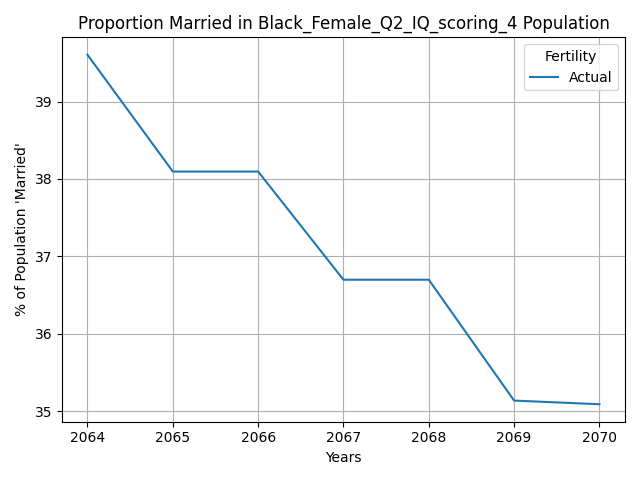 Proportion Married in Black_Female_Q2_IQ_scoring_4 Population
Fertility
Actual
% of Population 'Married'
39
38
37
36
35
2064 2065 2066 2067 2068 2069 2070
Years